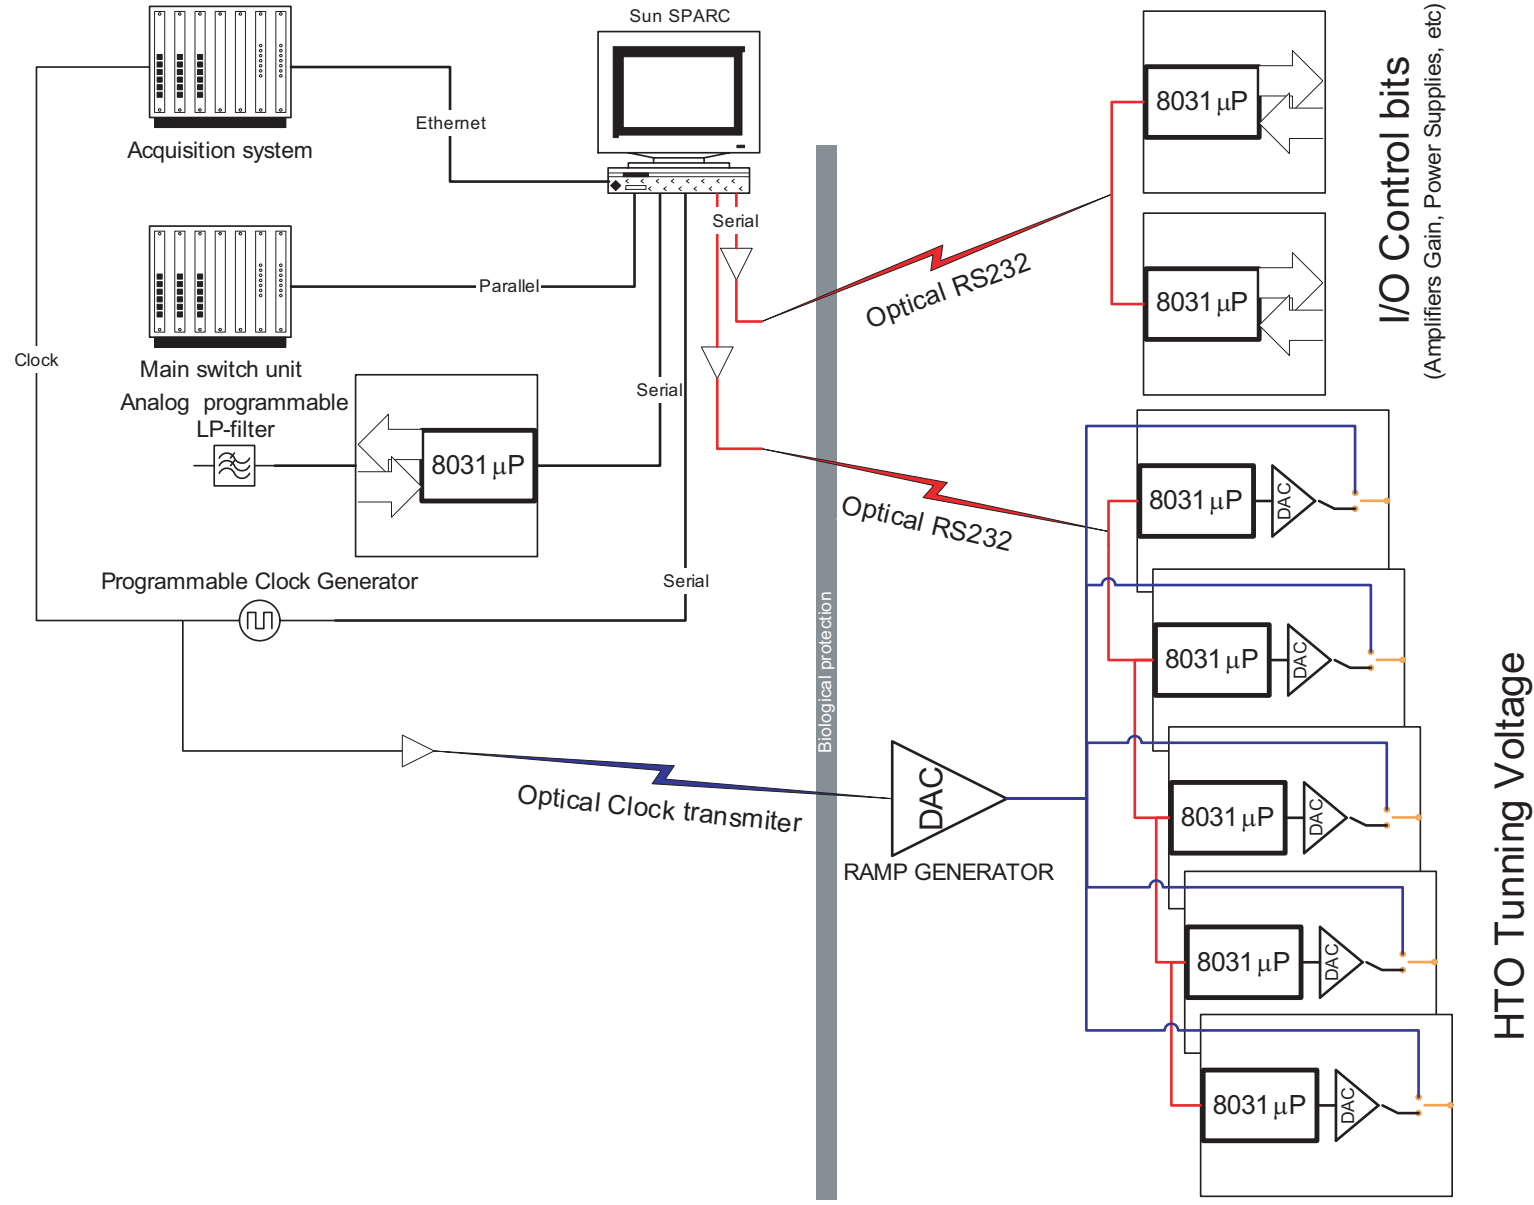 Sun SPARC
Ethernet
Acquisition system
Serial
Parallel
Clock
Main switch unit
Analog programmable
LP-filter
Serial
8031 μP
Programmable Clock Generator
Serial
Optical RS232
Optical RS232
Biological protection
Optical Clock transmiter
DAC
RAMP GENERATOR
8031 μP
8031 μP
I/O Control bits
(Amplifiers Gain, Power Supplies, etc)
8031 μP
DAC
8031 μP
DAC
8031 μP
DAC
8031 μP
DAC
8031 μP
DAC
HTO Tunning Voltage